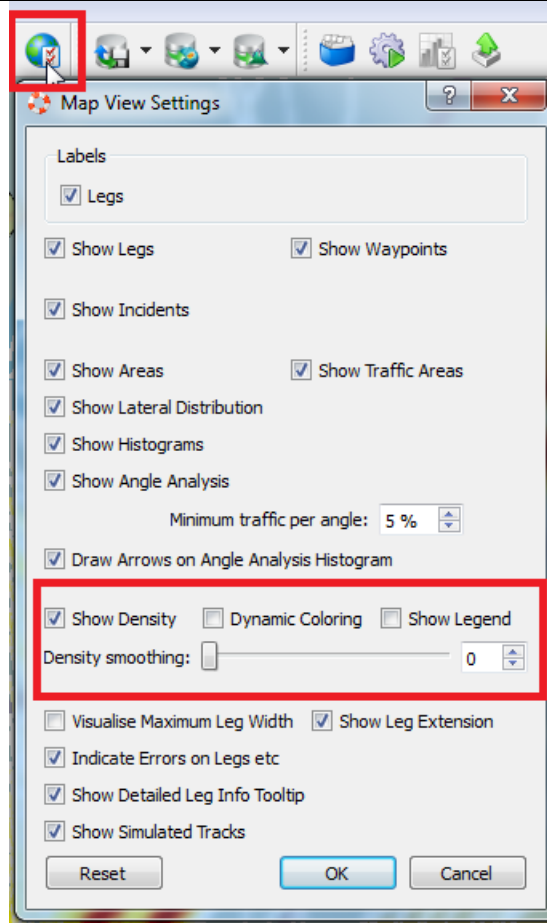 Map View Settings
?
Labels
Legs
Show Legs Show Waypoints
Show Incidents
Show Areas Show Traffic Areas
Show Lateral Distribution
Show Histograms
Show Angle Analysis
Minimum traffic per angle: 5 %
Draw Arrows on Angle Analysis Histogram
Show Density Dynamic Coloring Show Legend
Density smoothing: 0
Visualise Maximum Leg Width Show Leg Extension
Indicate Errors on Legs etc
Show Detailed Leg Info Tooltip
Show Simulated Tracks
Reset OK Cancel